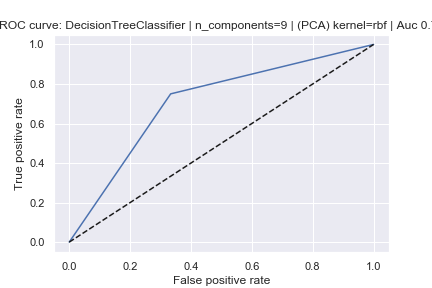 ROC curve: DecisionTreeClassifier | n_components=9 | (PCA) kernel=rbf | Auc 0.
1.0
0.8
0.6
0.4
0.2
0.0
True positive rate
0.0 0.2 0.4 0.6 0.8 1.0
False positive rate